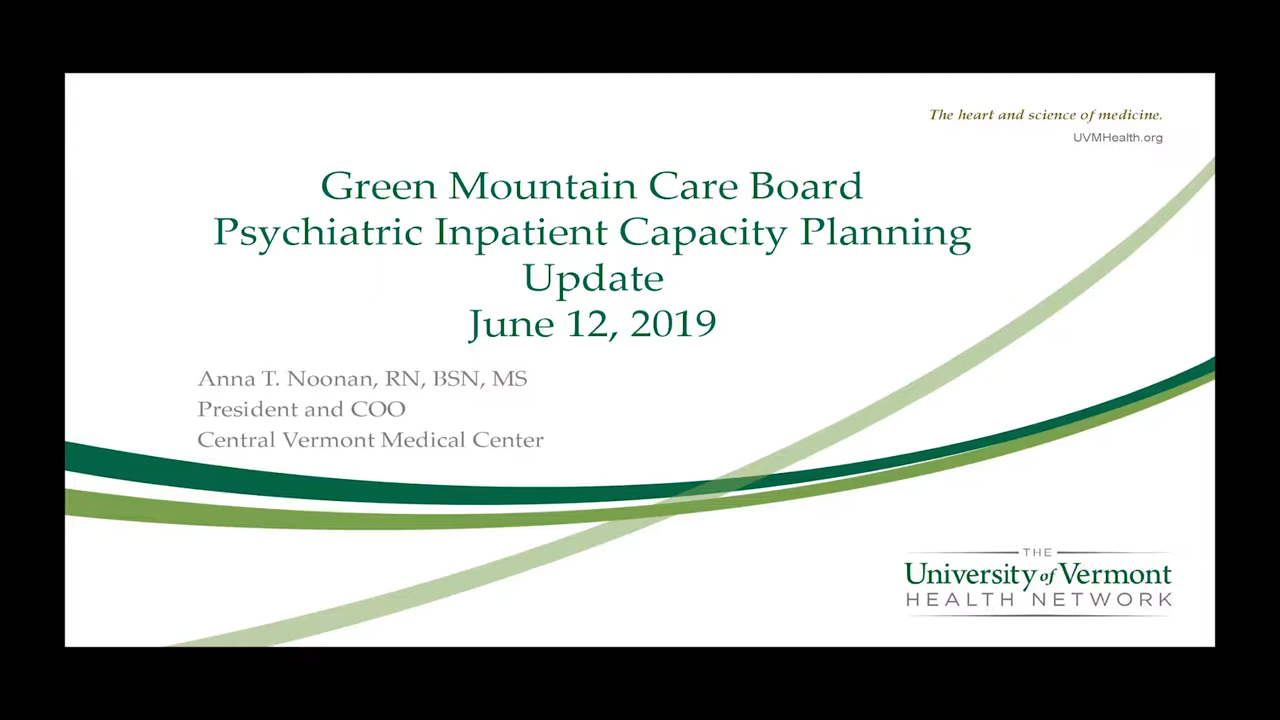 The heart and science of medicine.
UVMHealth.org
Green Mountain Care Board
Psychiatric Inpatient Capacity Planning
Update
June 12, 2019
Anna T. Noonan, RN, BSN, MS
President and COO
Central Vermont Medical Center
THE
University of Vermont
HEALTH NETWORK